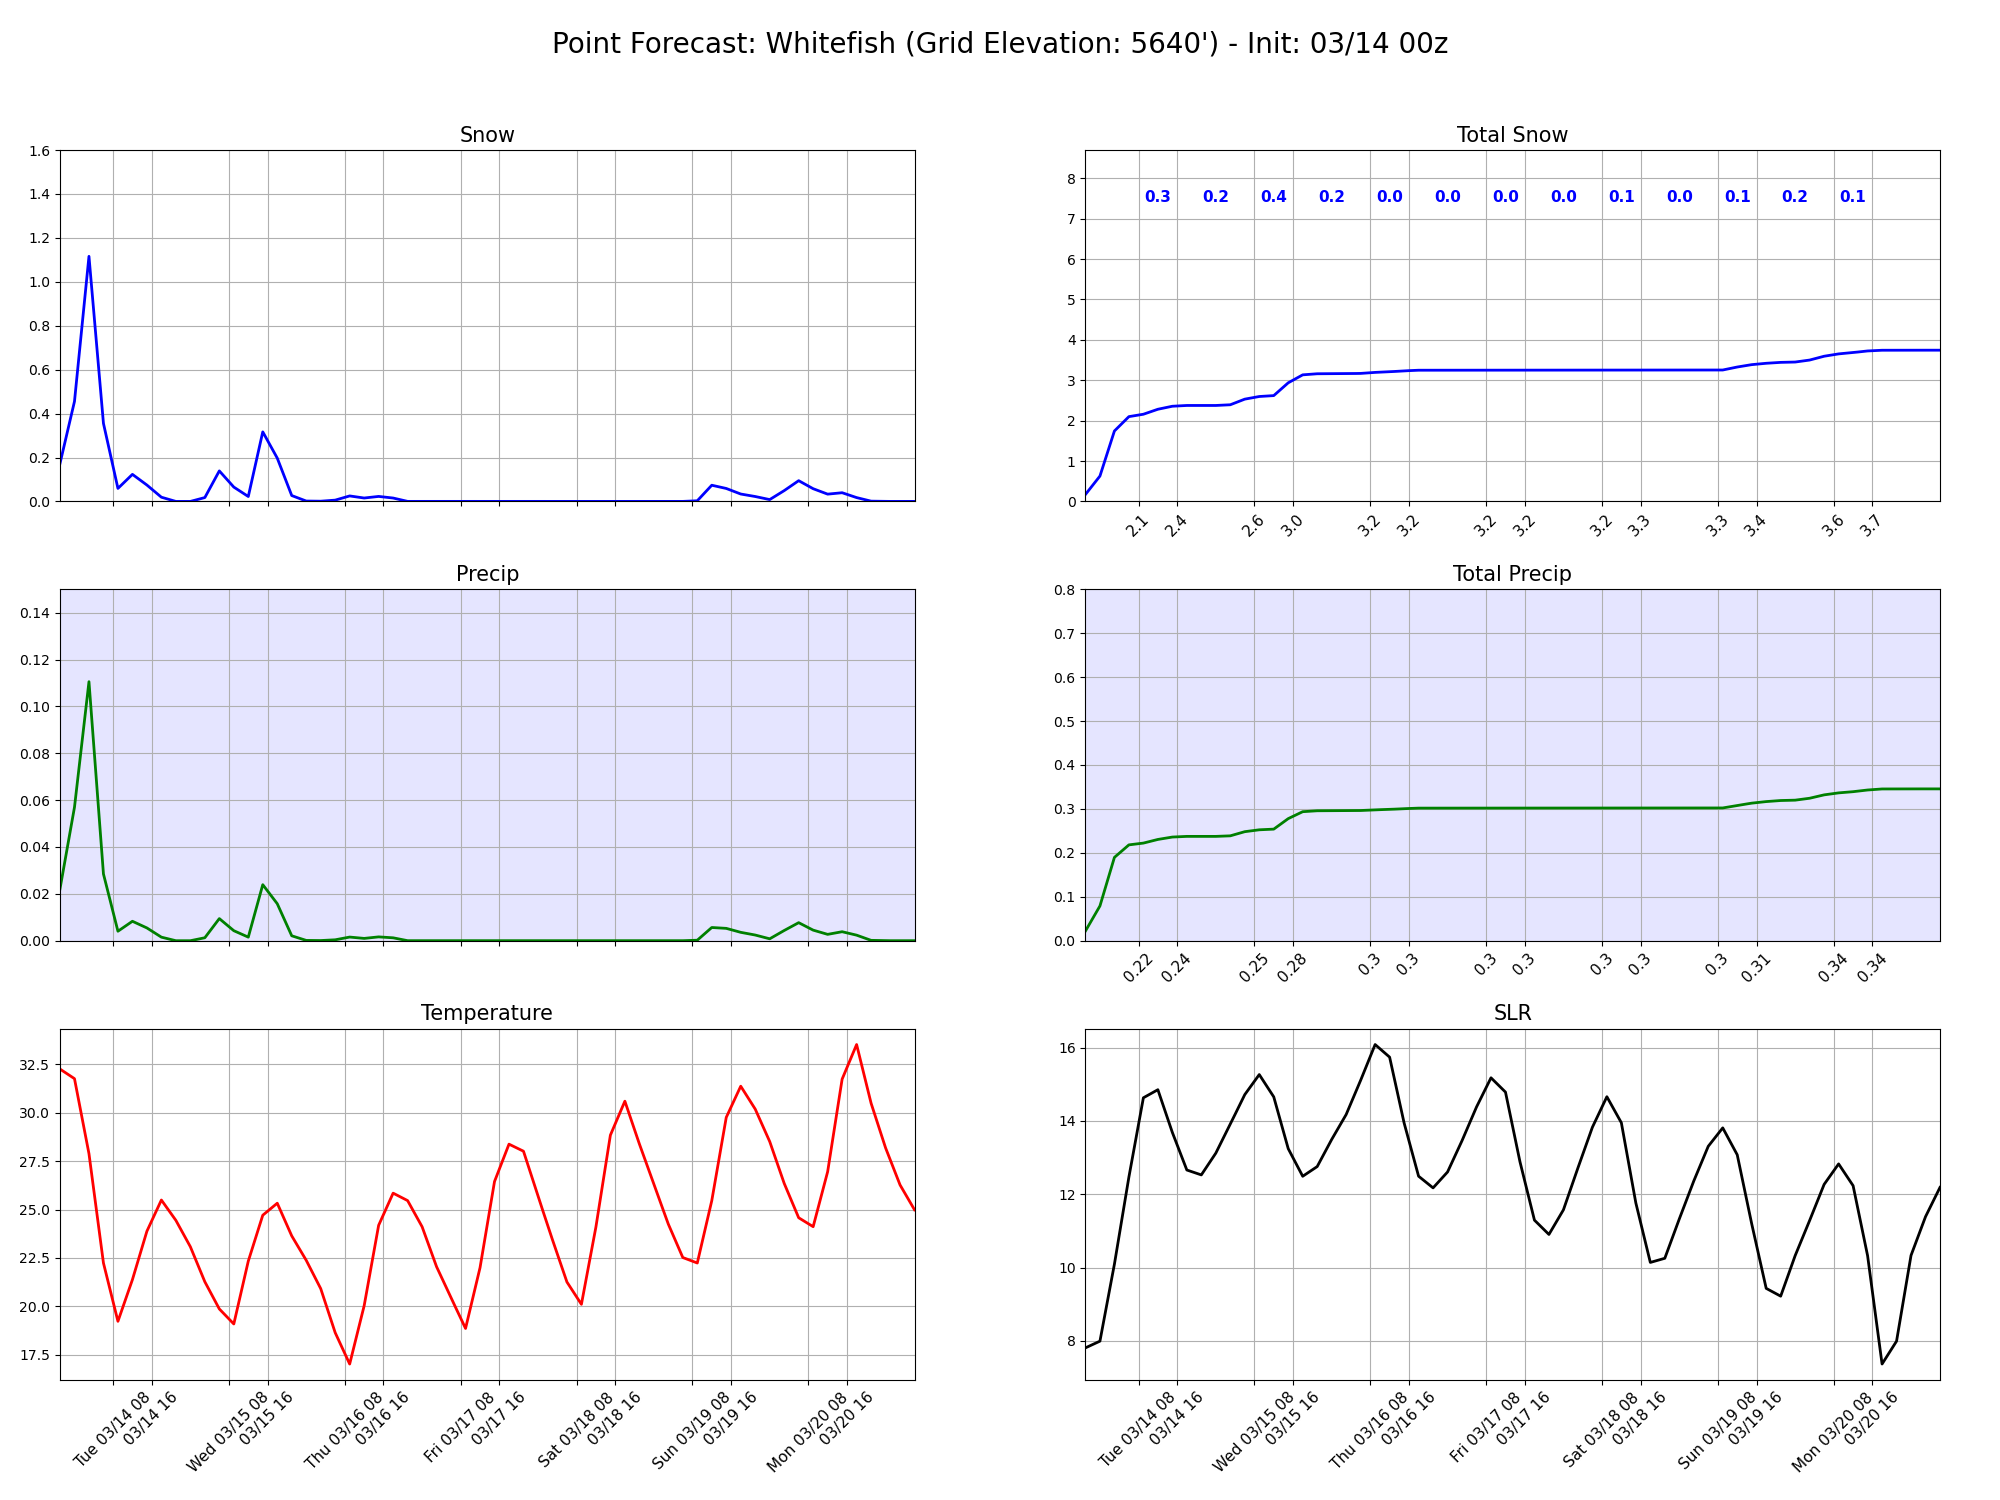 Point Forecast: Whitefish (Grid Elevation: 5640') - Init: 03/14 00z
Snow
1.6
1.4
1.2
1.0
0.8
0.6
0.4
0.2
0.0
Total Snow
8
7
6
5
4
3
2
1
0
0.3 0.2 0.4 0.2 0.0 0.0 0.0 0.0 0.1 0.0 0.1 0.2 0.1
2.1 2.4 2.6 3.0 3.2 3.2 3.2 3.2 3.2 3.3 3.3 3.4 3.6 3.7
Precip
0.14
0.12
0.10
0.08
0.06
0.04
0.02
0.00
Total Precip
0.8
0.7
0.6
0.5
0.4
0.3
0.2
0.1
0.0
0.22 0.24 0.25 0.28 0.3 0.3 0.3 0.3 0.3 0.3 0.3 0.31 0.34 0.34
Temperature
32.5
30.0
27.5
25.0
22.5
20.0
17.5
Tue 03/14 08
03/14 16
Wed 03/15 08
03/15 16
Thu 03/16 08
03/16 16
Fri 03/17 08
03/17 16
Sat 03/18 08
03/18 16
Sun 03/19 08
03/19 16
Mon 03/20 08
03/20 16
SLR
16
14
12
10
8
Tue 03/14 08
03/14 16
Wed 03/15 08
03/15 16
Thu 03/16 08
03/16 16
Fri 03/17 08
03/17 16
Sat 03/18 08
03/18 16
Sun 03/19 08
03/19 16
Mon 03/20 08
03/20 16